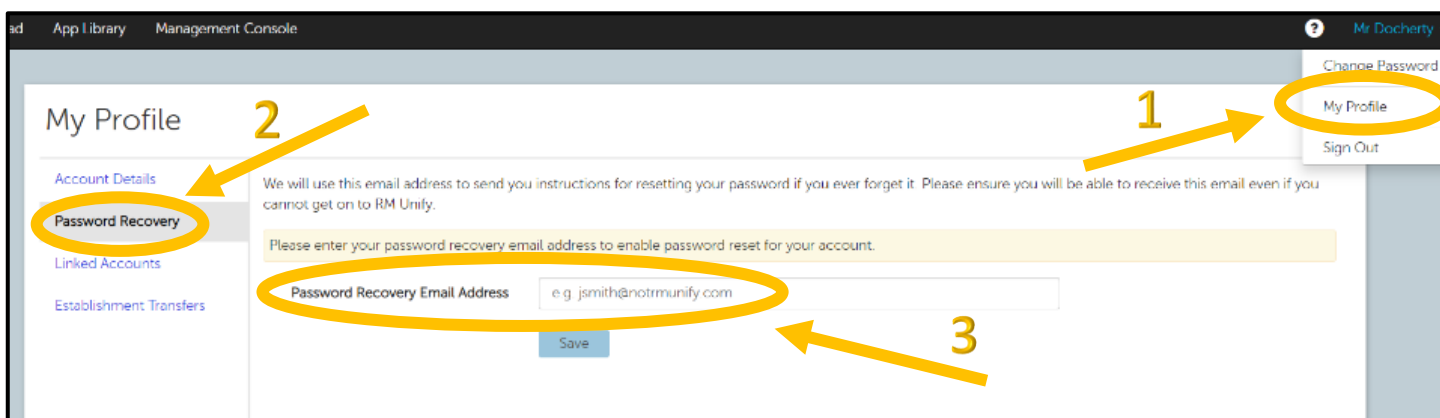 ad App Library Management Console ? Mr Docherty
Change Password
My Profile
Sign Out
1
2
My Profile
Account Details
Password Recovery
Linked Accounts
Establishment Transfers
We will use this email address to send you instructions for resetting your password if you ever forget it. Please ensure you will be able to receive this email even if you
cannot get on to RM Unify.
Please enter your password recovery email address to enable password reset for your account.
Password Recovery Email Address e.g. jsmith@notrmunify.com
Save
3